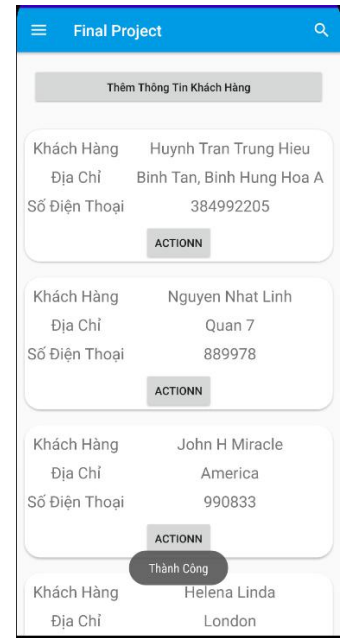 Final Project
Thêm Thông Tin Khách Hàng
Khách Hàng Huynh Tran Trung Hieu
Địa Chỉ Binh Tan, Binh Hung Hoa A
Số Điện Thoại 384992205
ACTIONN
Khách Hàng Nguyen Nhat Linh
Địa Chỉ Quan 7
Số Điện Thoại 889978
ACTIONN
Khách Hàng John H Miracle
Địa Chỉ America
Số Điện Thoại 990833
ACTIONN
Thành Công
Khách Hàng Helena Linda
Địa Chỉ London